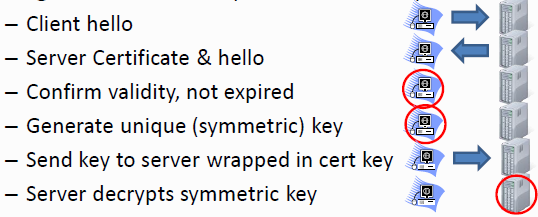 – Client hello
– Server Certificate & hello
– Confirm validity, not expired
– Generate unique (symmetric) key
– Send key to server wrapped in cert key
– Server decrypts symmetric key